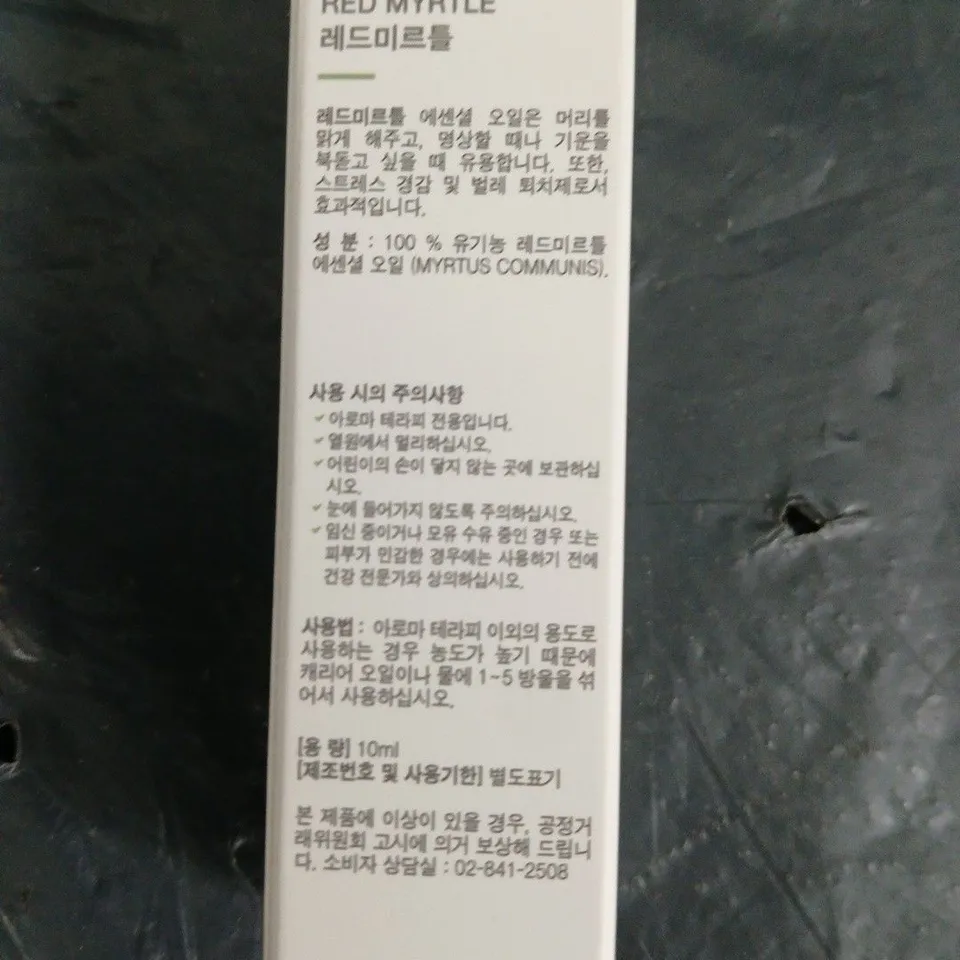 RED MYRTLE
레드미르틀
레드미르틀 에센셜 오일은 머리를
맑게 해주고, 명상할 때나 기운을
북돋고 싶을 때 유용합니다. 또한,
스트레스 경감 및 벌레 퇴치제로서
효과적입니다.
성 분 : 100 % 유기농 레드미르틀
에센셜 오일 (MYRTUS COMMUNIS).
사용 시의 주의사항
✓아로마 테라피 전용입니다.
✓열원에서 멀리하십시오.
✓어린이의 손이 닿지 않는 곳에 보관하십
시오.
✓눈에 들어가지 않도록 주의하십시오.
✓임신 중이거나 모유 수유 중인 경우 또는
피부가 민감한 경우에는 사용하기 전에
건강 전문가와 상의하십시오.
사용법 : 아로마 테라피 이외의 용도로
사용하는 경우 농도가 높기 때문에
캐리어 오일이나 물에 1~5 방울을 섞
어서 사용하십시오.
[용 량] 10ml
[제조번호 및 사용기한] 별도표기
본 제품에 이상이 있을 경우, 공정거
래위원회 고시에 의거 보상해 드립니
다. 소비자 상담실 : 02-841-2508